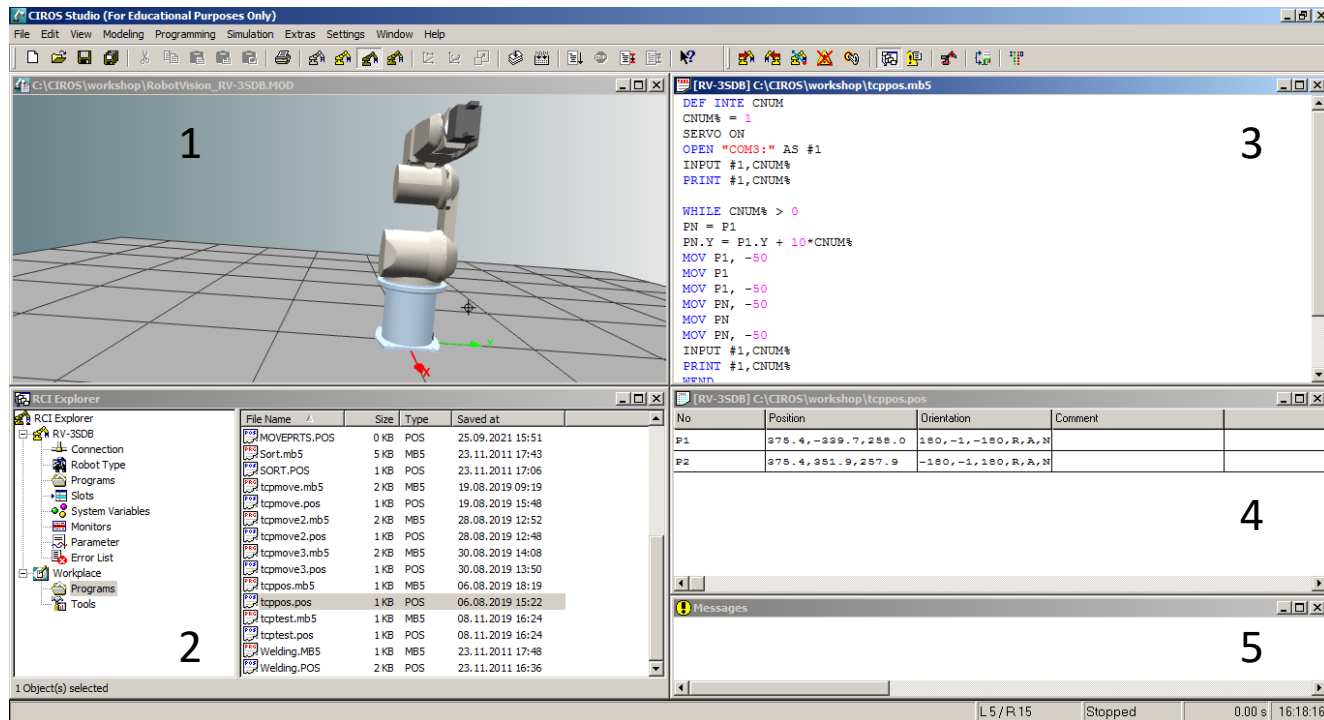 CIROS Studio (For Educational Purposes Only)
File Edit View Modeling Programming Simulation Extras Settings Window Help
C:\CIROS\workshop\RobotVision_RV-3SDB.MOD
1
Y
X
[RV-3SDB] C:\CIROS\workshop\tcppos.mb5
DEF INTE CNUM
CNUM% = 1
SERVO ON
OPEN "COM3:" AS #1
INPUT #1,CNUM%
PRINT #1,CNUM%
WHILE CNUM% > 0
PN = P1
PN.Y = P1.Y + 10*CNUM%
MOV P1, -50
MOV P1
MOV P1, -50
MOV PN, -50
MOV PN
MOV PN, -50
INPUT #1,CNUM%
PRINT #1,CNUM%
WEND
3
RCI Explorer
RCI Explorer
RV-3SDB
Connection
Robot Type
Programs
Slots
System Variables
Monitors
Parameter
Error List
Workplace
Programs
Tools
2
File Name Size Type Saved at
MOVEPRTS.POS 0 KB POS 25.09.2021 15:51
Sort.mb5 5 KB MB5 23.11.2011 17:43
SORT.POS 1 KB POS 23.11.2011 17:06
tcpmove.mb5 2 KB MB5 19.08.2019 09:19
tcpmove.pos 1 KB POS 19.08.2019 15:48
tcpmove2.mb5 2 KB MB5 28.08.2019 12:52
tcpmove2.pos 1 KB POS 28.08.2019 12:48
tcpmove3.mb5 2 KB MB5 30.08.2019 14:08
tcpmove3.pos 1 KB POS 30.08.2019 13:50
tcppos.mb5 1 KB MB5 06.08.2019 18:19
tcppos.pos 1 KB POS 06.08.2019 15:22
tcptest.mb5 1 KB MB5 08.11.2019 16:24
tcptest.pos 1 KB POS 08.11.2019 16:24
Welding.MB5 1 KB MB5 23.11.2011 17:48
Welding.POS 2 KB POS 23.11.2011 16:36
1 Object(s) selected
[RV-3SDB] C:\CIROS\workshop\tcppos.pos
No Position Orientation Comment
P1 375.4,-339.7,258.0 180,-1,-180,R,A,N
P2 375.4,351.9,257.9 -180,-1,180,R,A,N
4
Messages
5
L 5 / R 15 Stopped 0.00 s 16:18:16